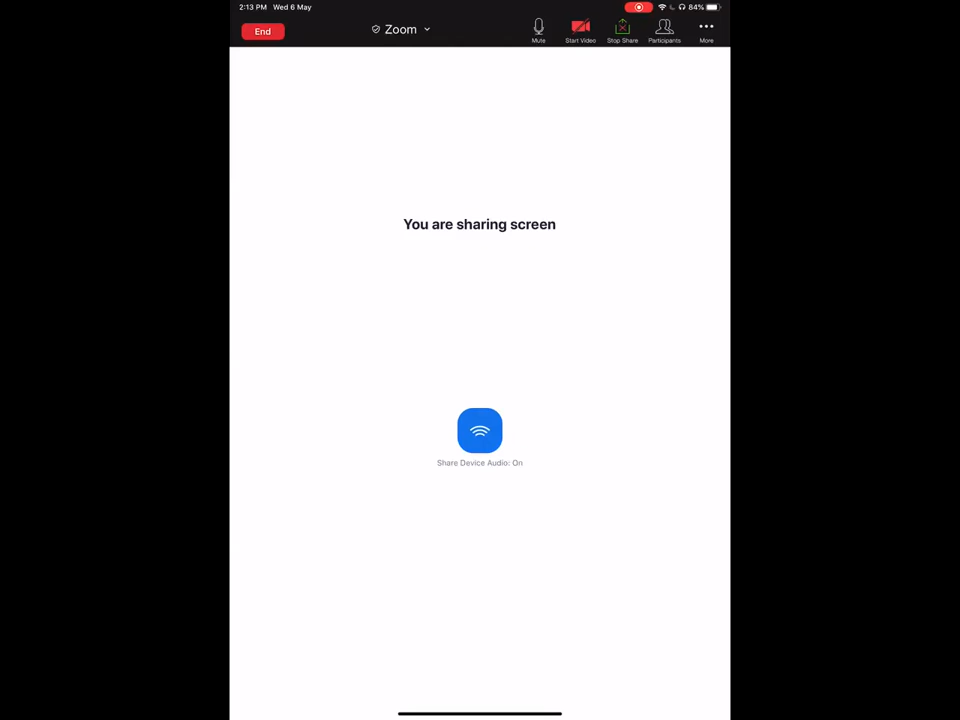 2:13 PM Wed 6 May 84%
End Zoom Mute Start Video Stop Share Participants More
You are sharing screen
Share Device Audio: On